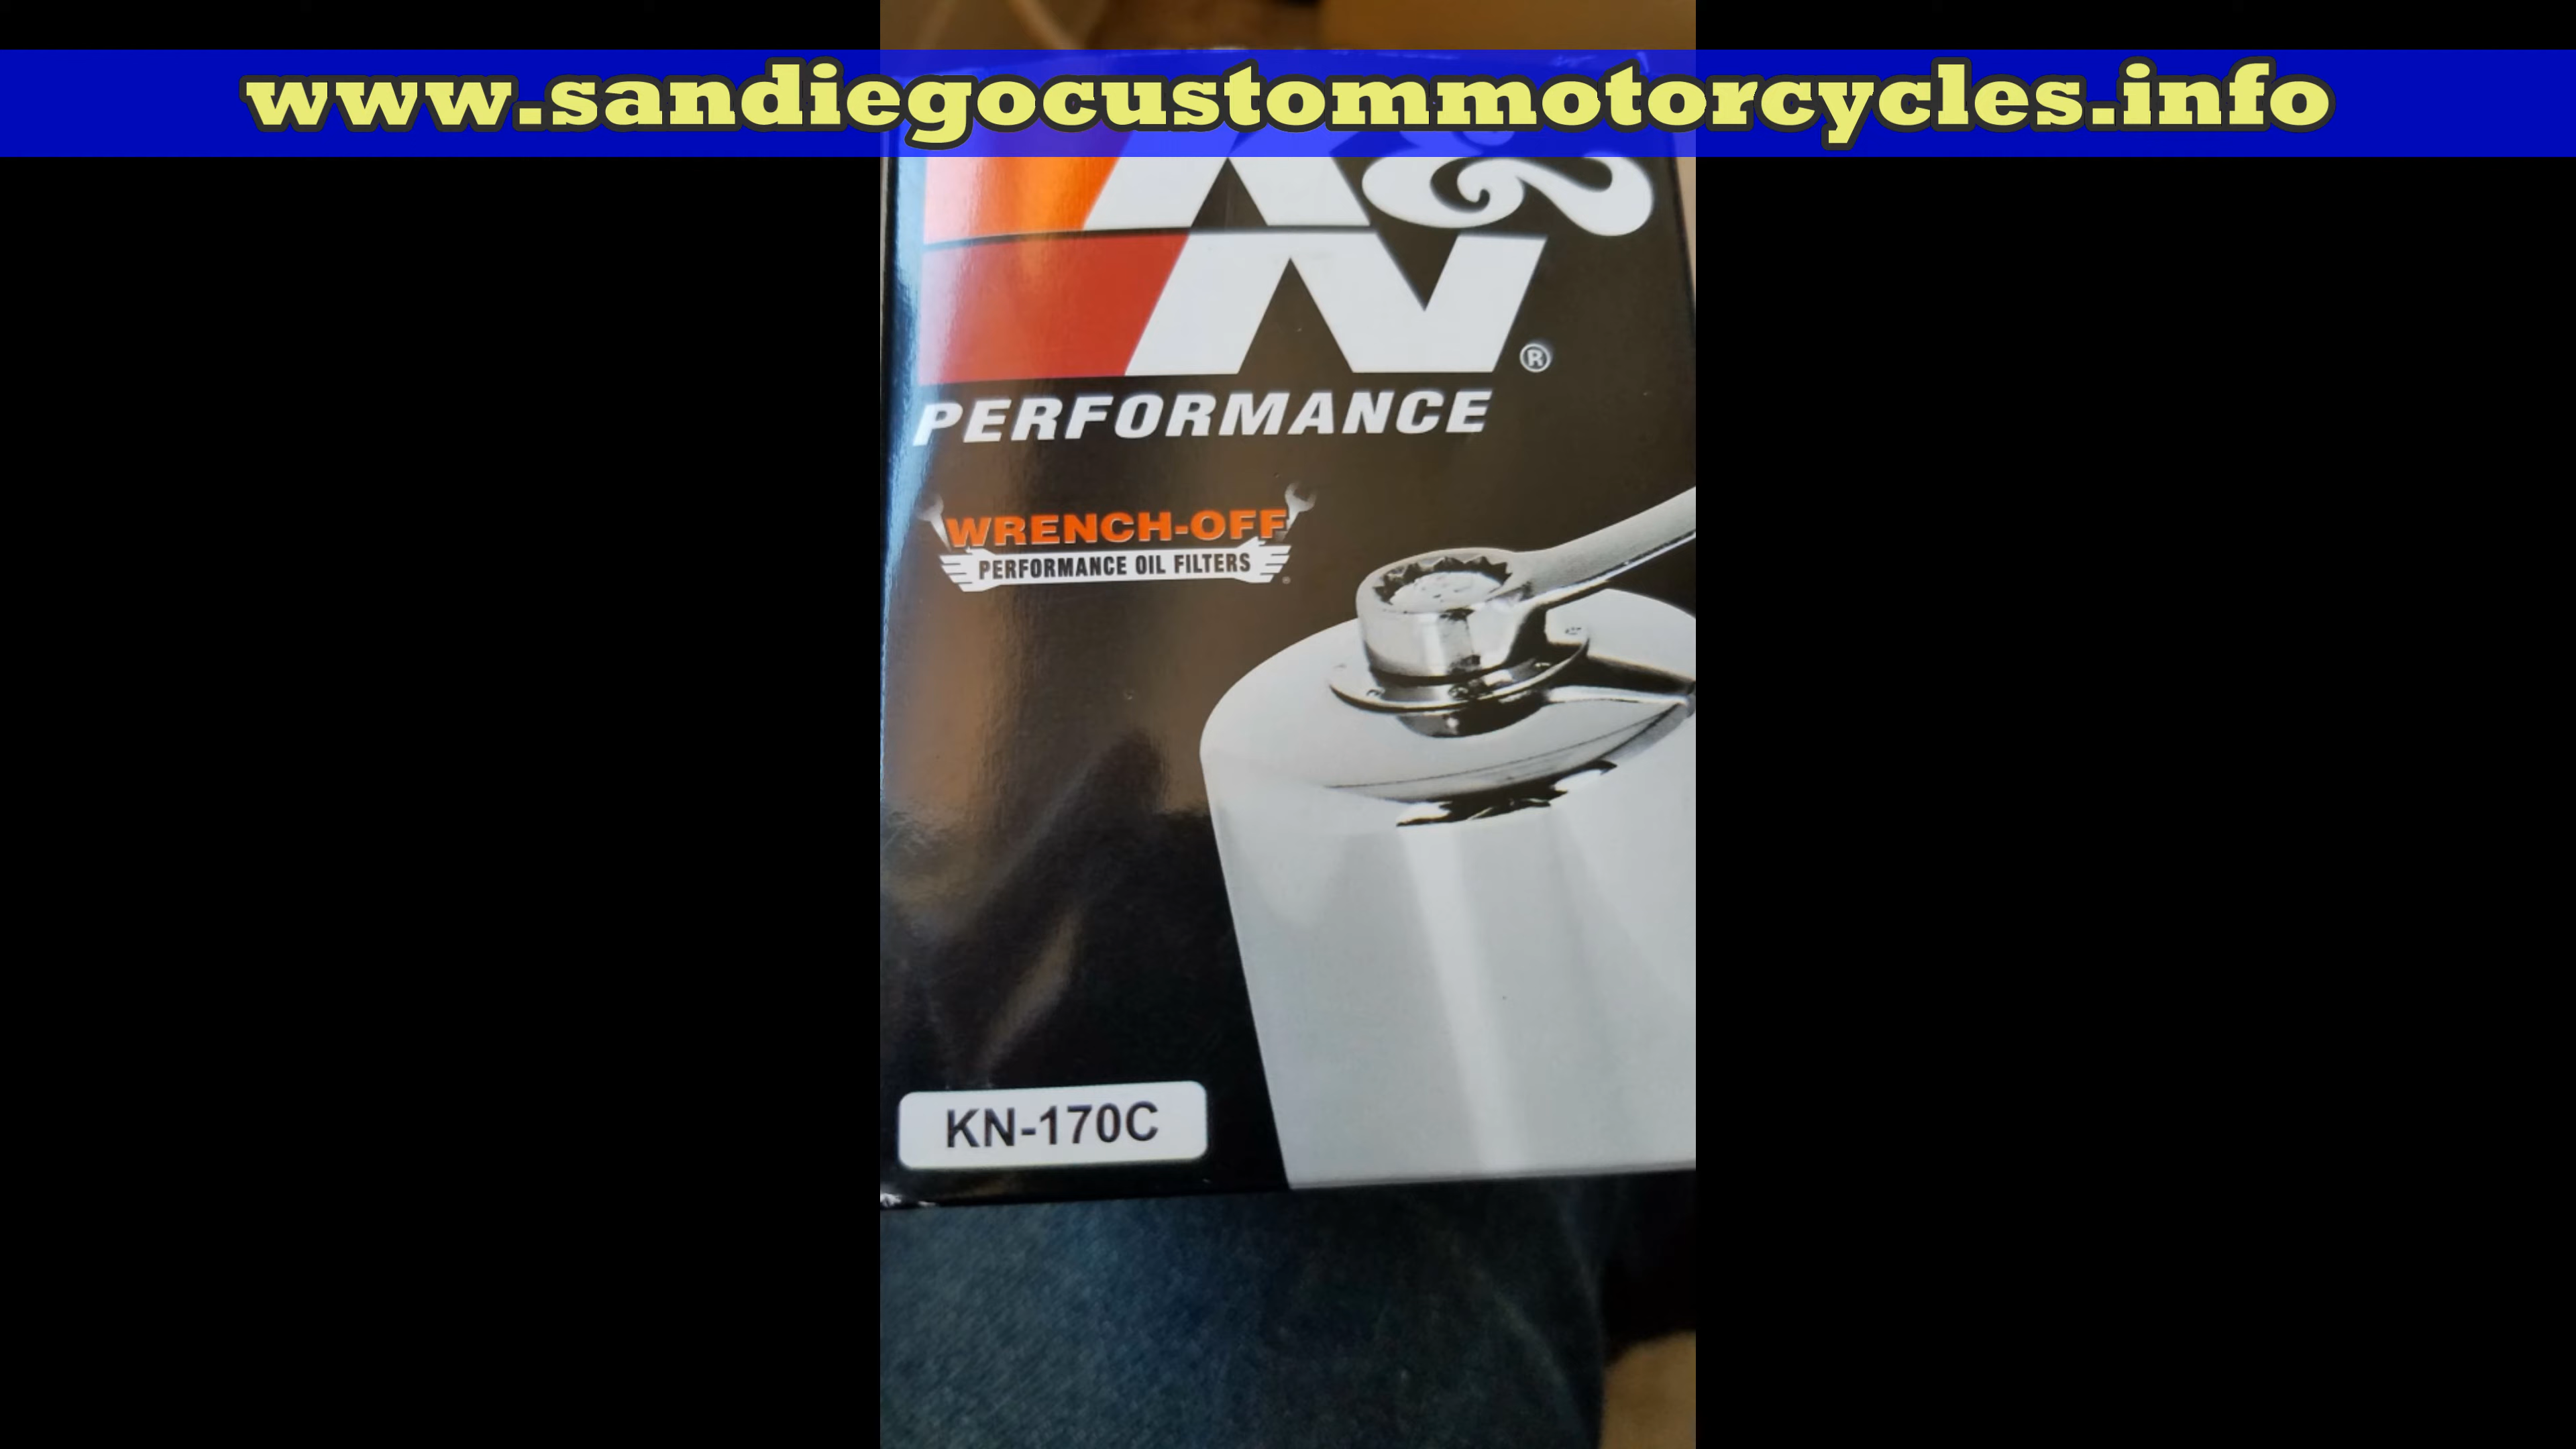 www.sandiegocustommotorcycles.info
K&
N®
PERFORMANCE
WRENCH-OFF
PERFORMANCE OIL FILTERS
KN-170C